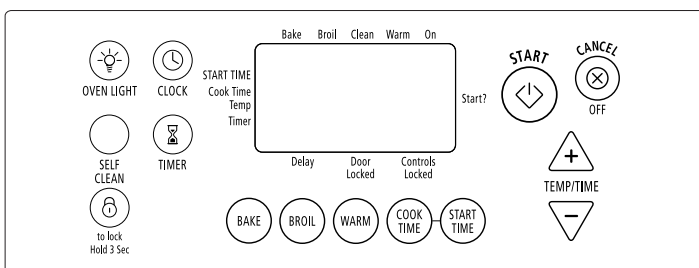 Bake Broil Clean Warm On
START TIME
Cook Time
Temp
Timer
Start?
Delay Door Locked Controls Locked
OVEN LIGHT
CLOCK
SELF
CLEAN
TIMER
to lock
Hold 3 Sec
BAKE
BROIL
WARM
COOK
TIME
START
TIME
START
CANCEL
OFF
TEMP/TIME